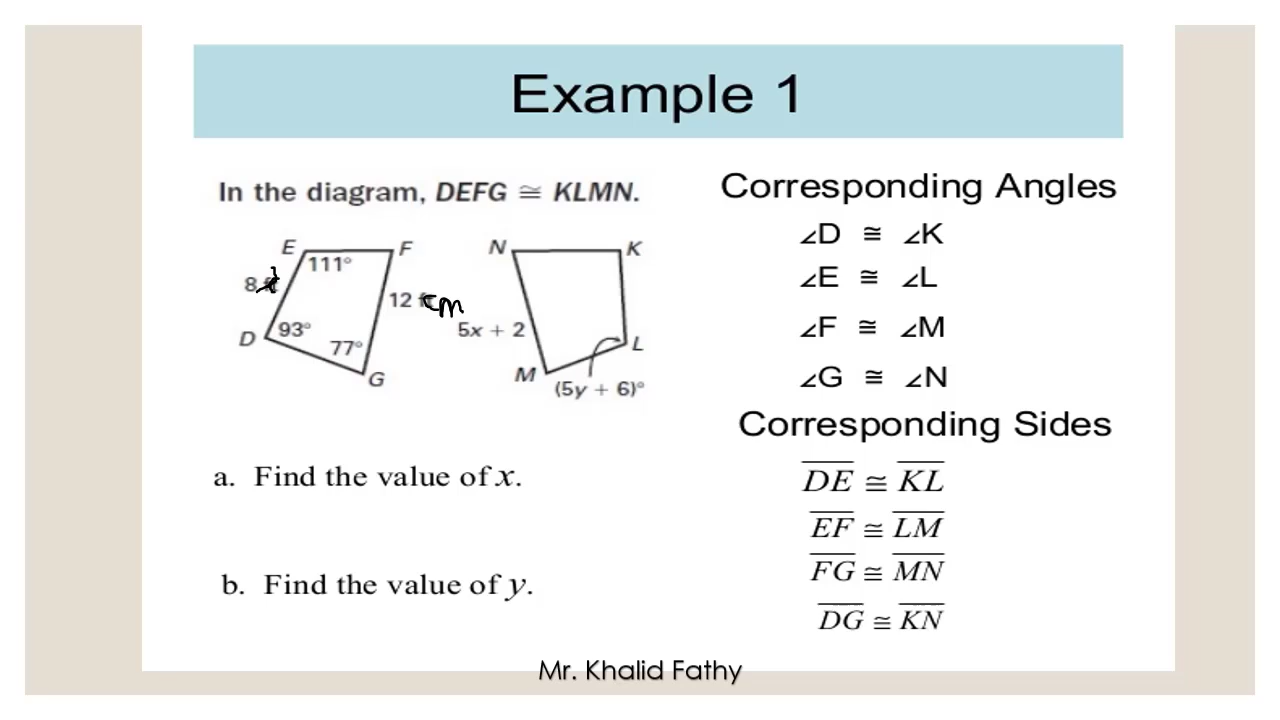 Example 1
In the diagram, DEFG ≅ KLMN.
E
F
111°
8
12 cm
D
93°
77°
G
N
K
5x + 2
L
M
(5y + 6)°
a. Find the value of x.
b. Find the value of y.
Corresponding Angles
∠D ≅ ∠K
∠E ≅ ∠L
∠F ≅ ∠M
∠G ≅ ∠N
Corresponding Sides
DE ≅ KL
EF ≅ LM
FG ≅ MN
DG ≅ KN
Mr. Khalid Fathy